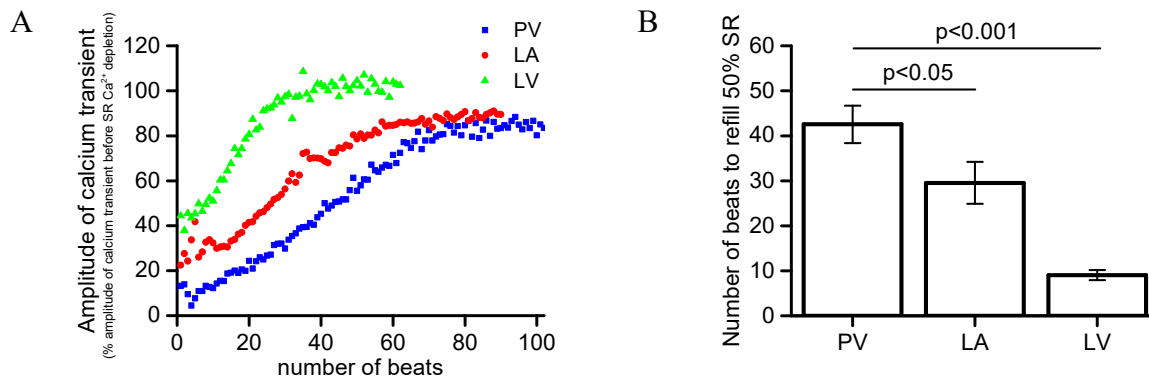 A
Amplitude of calcium transient
(% amplitude of calcium transient before SR Ca²⁺ depletion)
120
100
80
60
40
20
0
0 20 40 60 80 100
number of beats
PV
LA
LV
B
Number of beats to refill 50% SR
60
50
40
30
20
10
0
p<0.001
p<0.05
PV LA LV